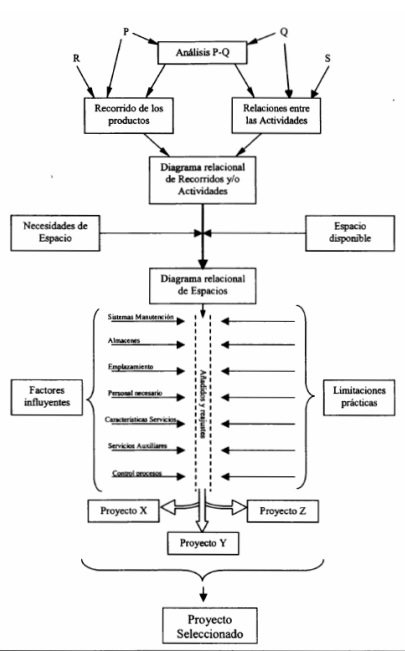 P
Q
Análisis P-Q
R
S
Recorrido de los
productos
Relaciones entre
las Actividades
Diagrama relacional
de Recorridos y/o
Actividades
Necesidades de
Espacio
Espacio
disponible
Diagrama relacional
de Espacios
Sistemas Manutención
Almacenes
Emplazamiento
Personal necesario
Características Servicios
Servicios Auxiliares
Control procesos
Añadidos y reajustes
Factores
influyentes
Limitaciones
prácticas
Proyecto X
Proyecto Z
Proyecto Y
Proyecto
Seleccionado